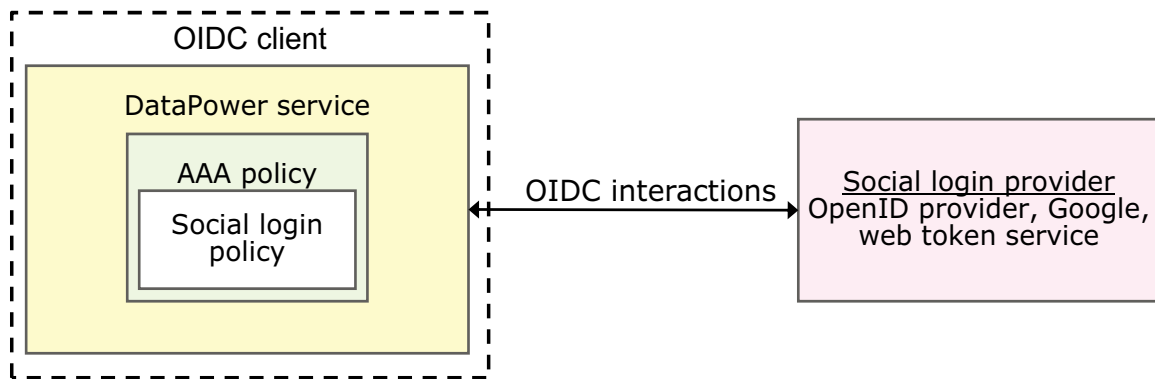 OIDC client
DataPower service
AAA policy
Social login
policy
OIDC interactions
Social login provider
OpenID provider, Google,
web token service